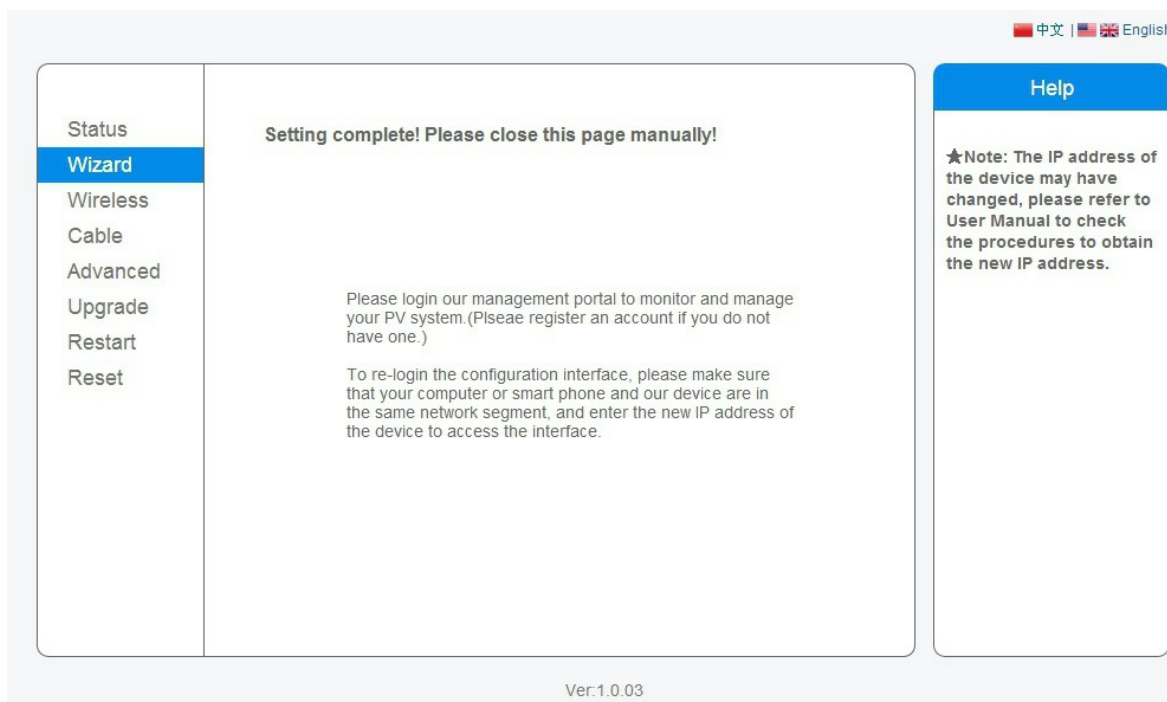 中文 | English
Status
Wizard
Wireless
Cable
Advanced
Upgrade
Restart
Reset
Setting complete! Please close this page manually!
Please login our management portal to monitor and manage
your PV system.(Plseae register an account if you do not
have one.)
To re-login the configuration interface, please make sure
that your computer or smart phone and our device are in
the same network segment, and enter the new IP address of
the device to access the interface.
Help
★Note: The IP address of
the device may have
changed, please refer to
User Manual to check
the procedures to obtain
the new IP address.
Ver:1.0.03